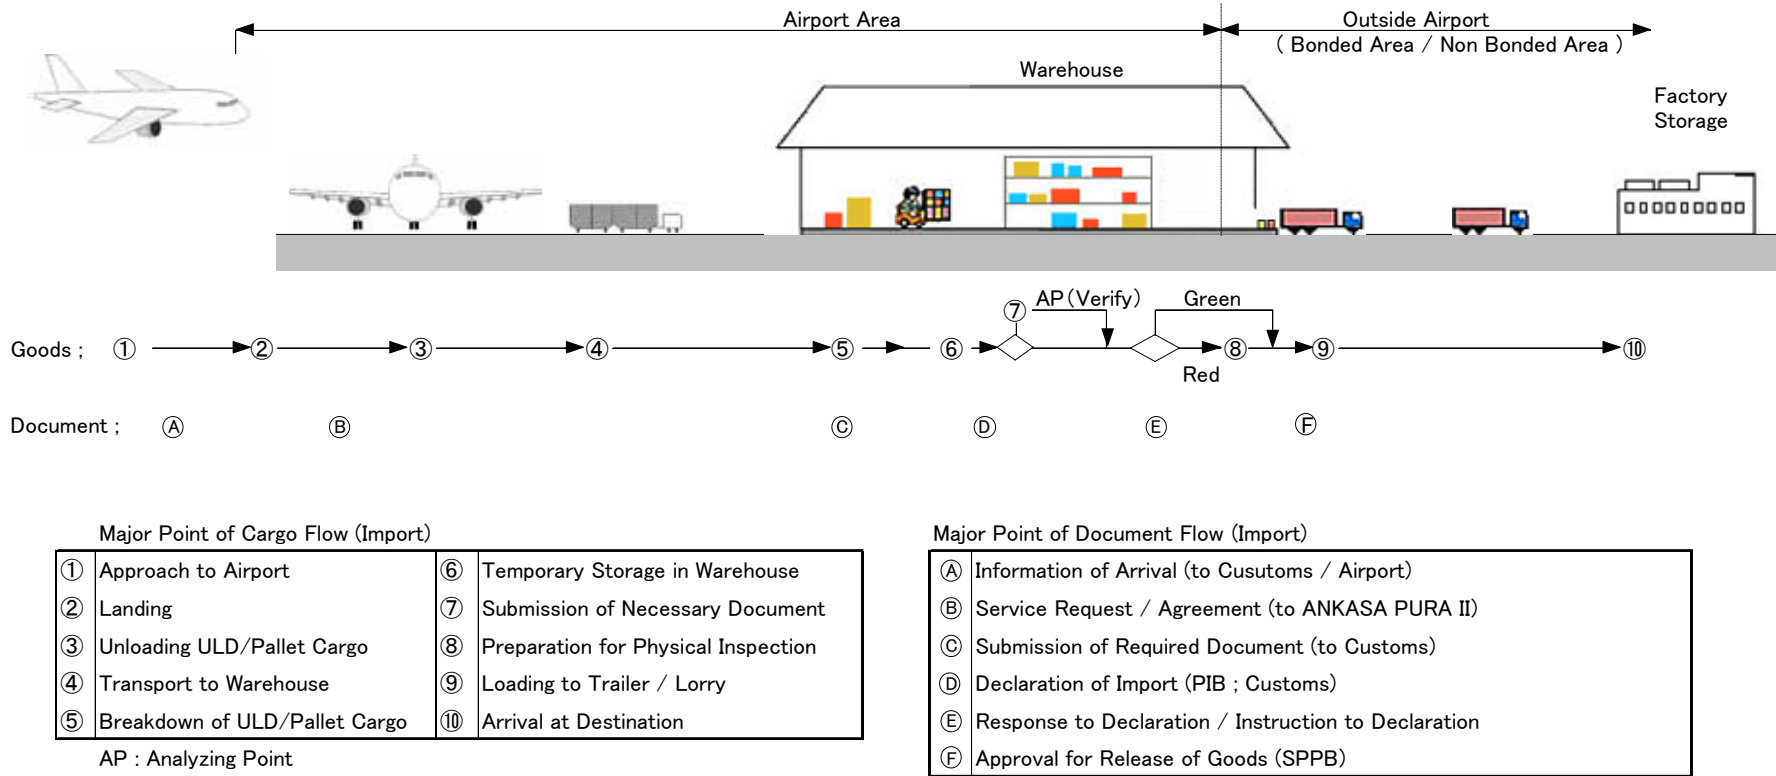 Airport Area
Outside Airport
( Bonded Area / Non Bonded Area )
Warehouse
Factory
Storage
AP(Verify)
Green
⑦
Goods ;
① ② ③ ④ ⑤ ⑥ ⑧ ⑨ ⑩
Red
Document ;
Ⓐ Ⓑ Ⓒ Ⓓ Ⓔ Ⓕ
Major Point of Cargo Flow (Import)
① Approach to Airport
② Landing
③ Unloading ULD/Pallet Cargo
④ Transport to Warehouse
⑤ Breakdown of ULD/Pallet Cargo
⑥ Temporary Storage in Warehouse
⑦ Submission of Necessary Document
⑧ Preparation for Physical Inspection
⑨ Loading to Trailer / Lorry
⑩ Arrival at Destination
AP : Analyzing Point
Major Point of Document Flow (Import)
Ⓐ Information of Arrival (to Cusutoms / Airport)
Ⓑ Service Request / Agreement (to ANKASA PURA II)
Ⓒ Submission of Required Document (to Customs)
Ⓓ Declaration of Import (PIB ; Customs)
Ⓔ Response to Declaration / Instruction to Declaration
Ⓕ Approval for Release of Goods (SPPB)